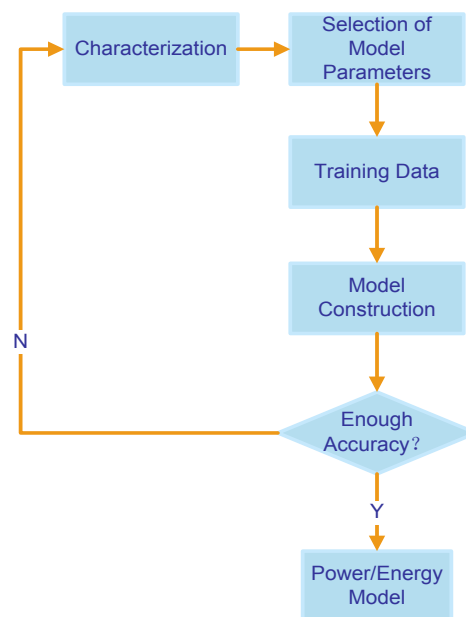 Characterization
Selection of
Model
Parameters
Training Data
Model
Construction
N
Enough
Accuracy?
Y
Power/Energy
Model